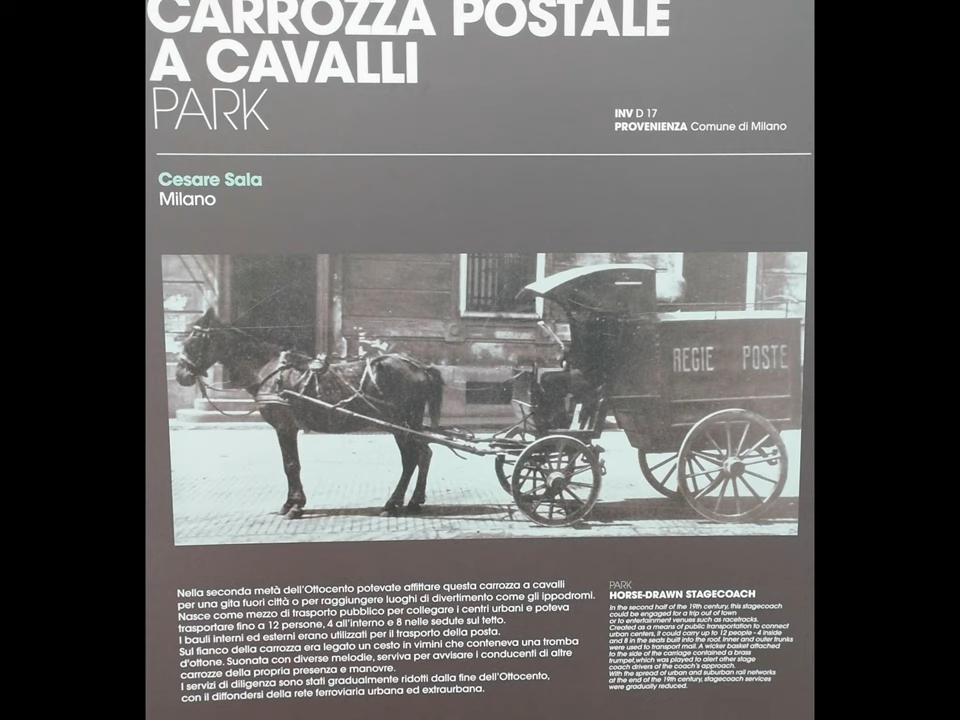 CARROZZA POSTALE
A CAVALLI
PARK
INV D 17
PROVENIENZA Comune di Milano
Cesare Sala
Milano
REGIE POSTE
Nella seconda metà dell'Ottocento potevate affittare questa carrozza a cavalli
per una gita fuori città o per raggiungere luoghi di divertimento come gli ippodromi.
Nasce come mezzo di trasporto pubblico per collegare i centri urbani e poteva
trasportare fino a 12 persone, 4 all'interno e 8 nelle sedute sul tetto.
I bauli interni ed esterni erano utilizzati per il trasporto della posta.
Sul fianco della carrozza era legato un cesto in vimini che conteneva una tromba
d'ottone. Suonata con diverse melodie, serviva per avvisare i conducenti di altre
carrozze della propria presenza e manovre.
I servizi di diligenza sono stati gradualmente ridotti dalla fine dell'Ottocento,
con il diffondersi della rete ferroviaria urbana ed extraurbana.
PARK
HORSE-DRAWN STAGECOACH
In the second half of the 19th century, this stagecoach
could be engaged for a trip out of town
or to entertainment venues such as racetracks.
Created as a means of public transportation to connect
urban centers, it could carry up to 12 people - 4 inside
and 8 in the seats built into the roof. Inner and outer trunks
were used to transport mail. A wicker basket attached
to the side of the carriage contained a brass
trumpet,which was played to alert other stage
coach drivers of the coach's approach.
With the spread of urban and suburban rail networks
at the end of the 19th century, stagecoach services
were gradually reduced.